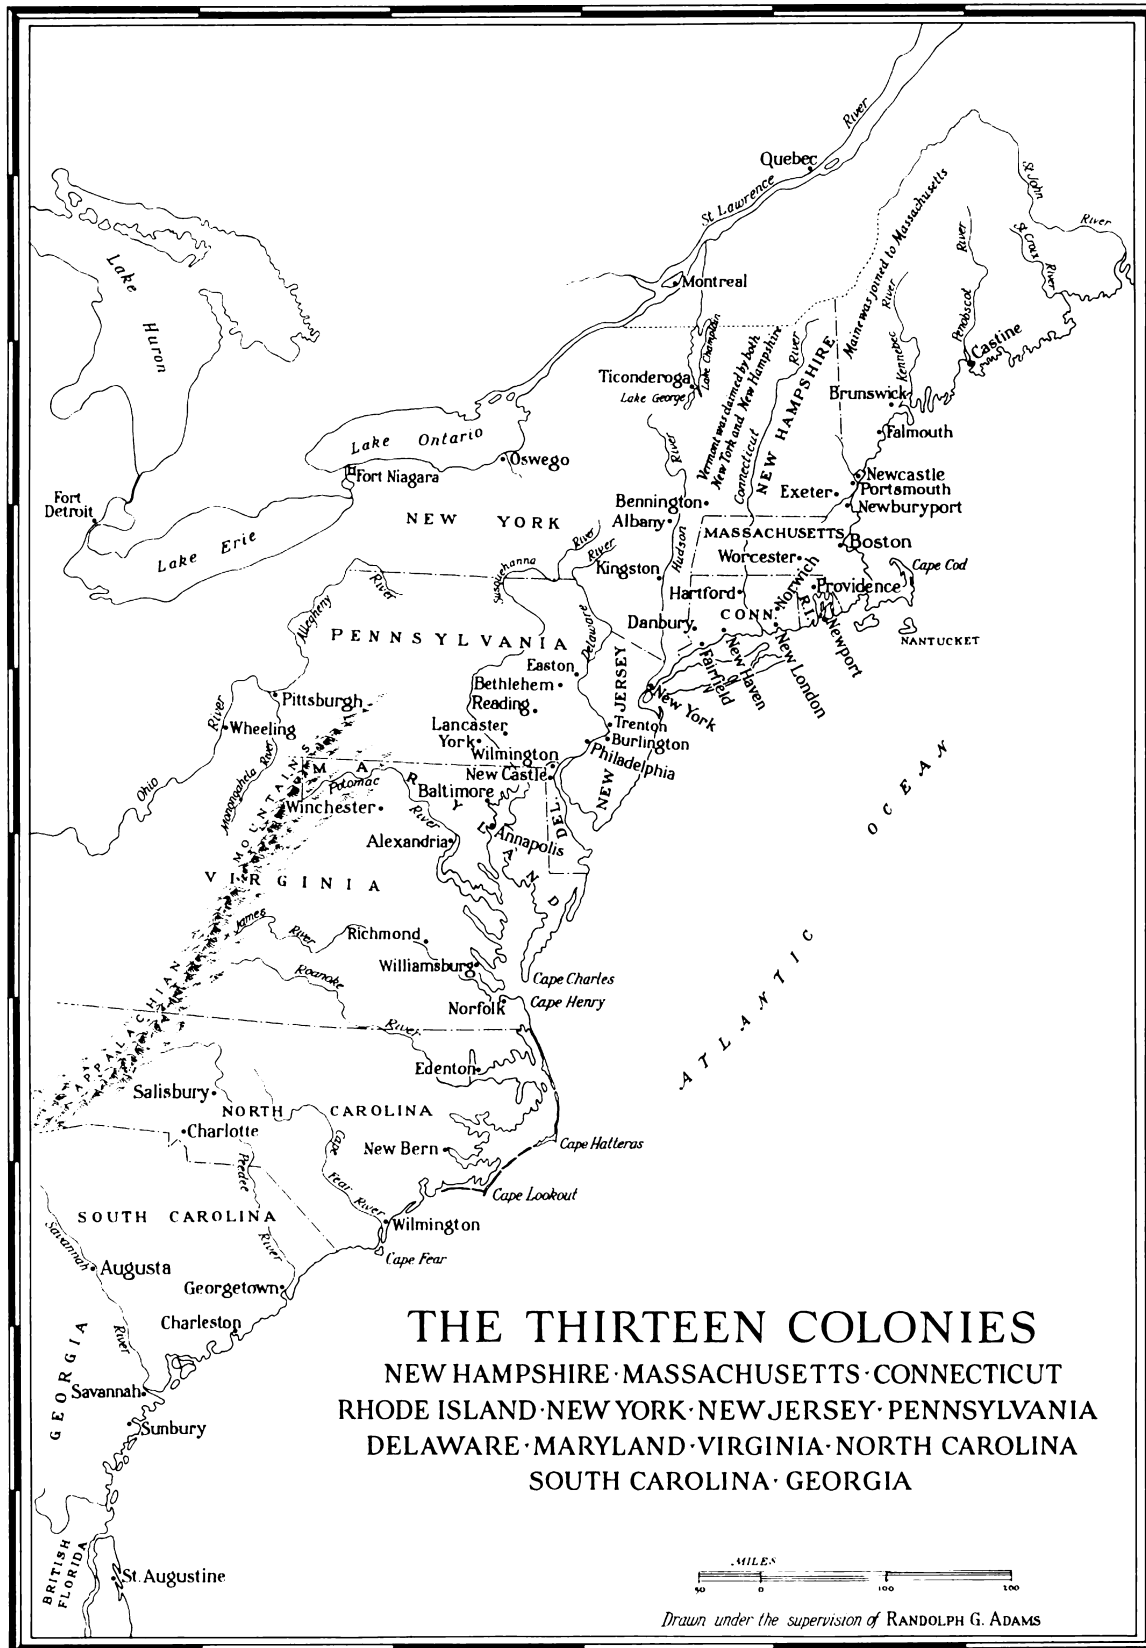 Quebec
St Lawrence
River
St John
River
St Croix
River
Maine was joined to Massachusetts
Penobscot
River
Kennebec
River
Montreal
Castine
Lake
Huron
Lake Champlain
Vermont was claimed by both
New York and New Hampshire
Connecticut
River
NEW HAMPSHIRE
Ticonderoga
Lake George
Brunswick
Falmouth
Lake Ontario
Oswego
Fort Niagara
Newcastle
Portsmouth
Exeter
Newburyport
Fort
Detroit
Lake Erie
NEW YORK
Bennington
Albany
Hudson
River
MASSACHUSETTS
Boston
Worcester
Cape Cod
Susquehanna
River
River
Kingston
Hartford
Norwich
Providence
CONN.
R.I.
Danbury
Newport
NANTUCKET
Fairfield
New Haven
New London
Allegheny
River
PENNSYLVANIA
Delaware
Easton
Bethlehem
Reading
NEW JERSEY
New York
Pittsburgh
Lancaster
York
Trenton
Burlington
Philadelphia
Wilmington
New Castle
Ohio
River
Wheeling
Monongahela River
MARYLAND
Potomac
River
Baltimore
Winchester
DEL.
Annapolis
Alexandria
VIRGINIA
APPALACHIAN MOUNTAINS
James
River
Richmond
Williamsburg
Roanoke
River
Cape Charles
Cape Henry
Norfolk
ATLANTIC OCEAN
Edenton
Salisbury
NORTH CAROLINA
Charlotte
Cape
Fear River
New Bern
Cape Hatteras
Cape Lookout
Peedee
River
SOUTH CAROLINA
Wilmington
Cape Fear
Savannah
River
Augusta
Georgetown
Charleston
GEORGIA
Savannah
Sunbury
BRITISH
FLORIDA
St. Augustine
THE THIRTEEN COLONIES
NEW HAMPSHIRE·MASSACHUSETTS·CONNECTICUT
RHODE ISLAND·NEW YORK·NEW JERSEY·PENNSYLVANIA
DELAWARE·MARYLAND·VIRGINIA·NORTH CAROLINA
SOUTH CAROLINA·GEORGIA
MILES
50 0 100 200
Drawn under the supervision of RANDOLPH G. ADAMS